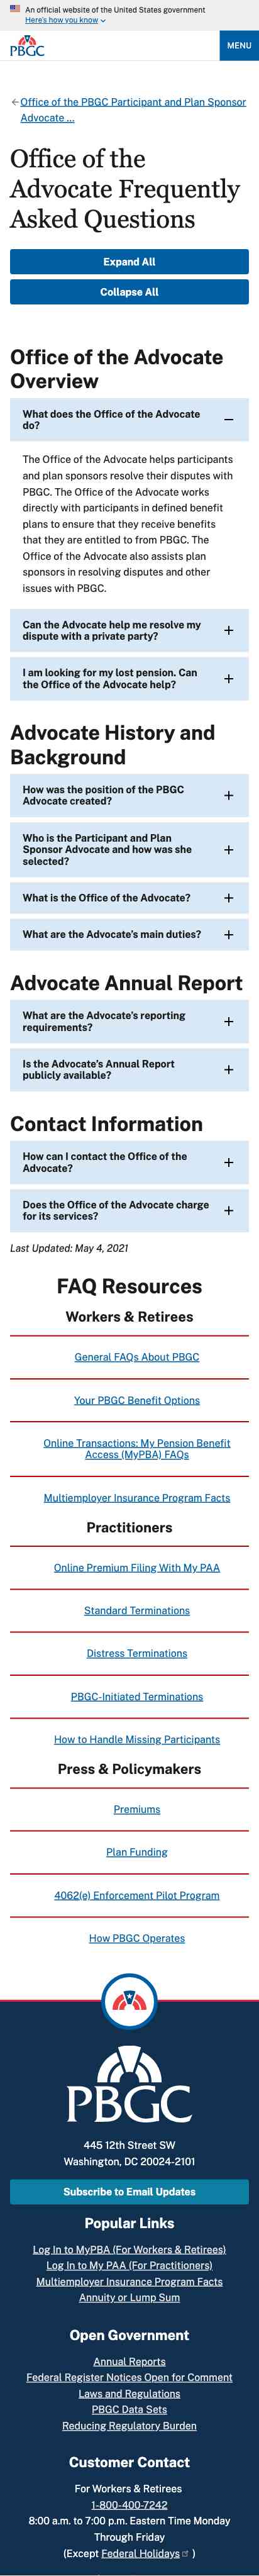 An official website of the United States government
Here's how you know
PBGC
MENU
Office of the PBGC Participant and Plan Sponsor
Advocate ...
Office of the
Advocate Frequently
Asked Questions
Expand All
Collapse All
Office of the Advocate
Overview
What does the Office of the Advocate
do?
The Office of the Advocate helps participants
and plan sponsors resolve their disputes with
PBGC. The Office of the Advocate works
directly with participants in defined benefit
plans to ensure that they receive benefits
that they are entitled to from PBGC. The
Office of the Advocate also assists plan
sponsors in resolving disputes and other
issues with PBGC.
Can the Advocate help me resolve my
dispute with a private party?
I am looking for my lost pension. Can
the Office of the Advocate help?
Advocate History and
Background
How was the position of the PBGC
Advocate created?
Who is the Participant and Plan
Sponsor Advocate and how was she
selected?
What is the Office of the Advocate?
What are the Advocate's main duties?
Advocate Annual Report
What are the Advocate's reporting
requirements?
Is the Advocate's Annual Report
publicly available?
Contact Information
How can I contact the Office of the
Advocate?
Does the Office of the Advocate charge
for its services?
Last Updated: May 4, 2021
FAQ Resources
Workers & Retirees
General FAQs About PBGC
Your PBGC Benefit Options
Online Transactions: My Pension Benefit
Access (MyPBA) FAQs
Multiemployer Insurance Program Facts
Practitioners
Online Premium Filing With My PAA
Standard Terminations
Distress Terminations
PBGC-Initiated Terminations
How to Handle Missing Participants
Press & Policymakers
Premiums
Plan Funding
4062(e) Enforcement Pilot Program
How PBGC Operates
PBGC
445 12th Street SW
Washington, DC 20024-2101
Subscribe to Email Updates
Popular Links
Log In to MyPBA (For Workers & Retirees)
Log In to My PAA (For Practitioners)
Multiemployer Insurance Program Facts
Annuity or Lump Sum
Open Government
Annual Reports
Federal Register Notices Open for Comment
Laws and Regulations
PBGC Data Sets
Reducing Regulatory Burden
Customer Contact
For Workers & Retirees
1-800-400-7242
8:00 a.m. to 7:00 p.m. Eastern Time Monday
Through Friday
(Except Federal Holidays )